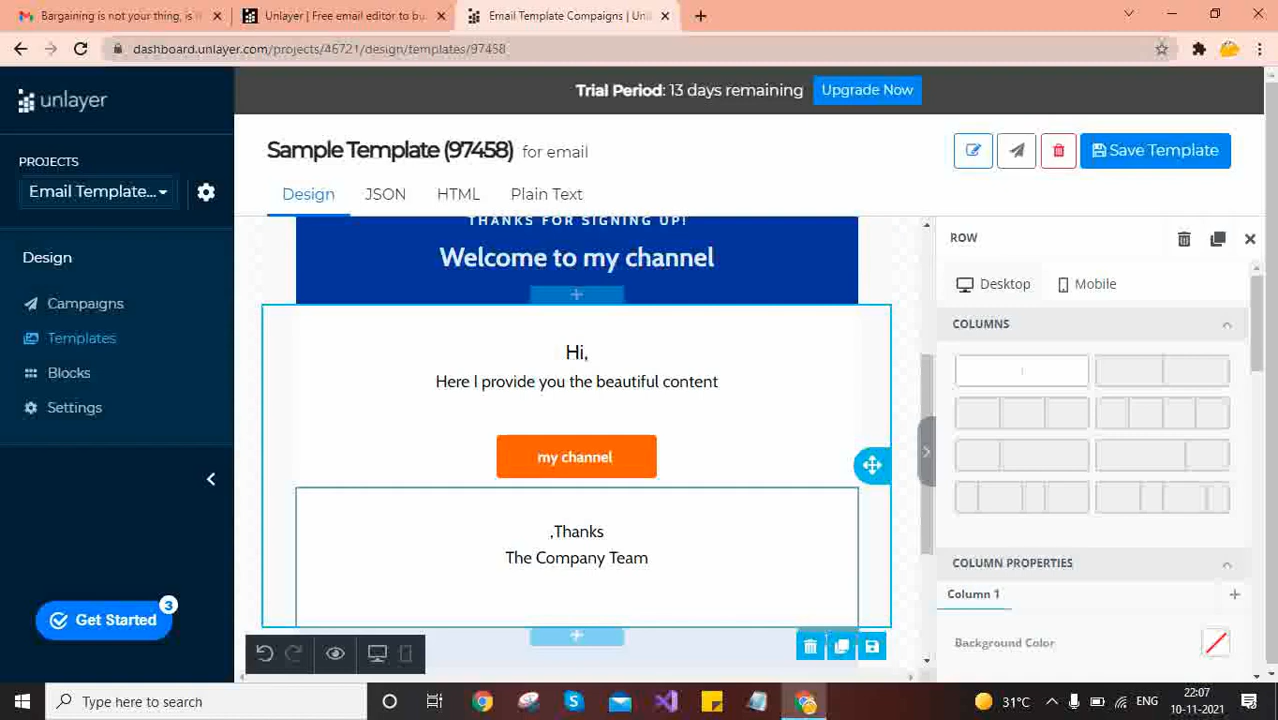 Bargaining is not your thing, is
Unlayer | Free email editor to bu
Email Template Compaigns | Unl
dashboard.unlayer.com/projects/46721/design/templates/97458
unlayer
Trial Period: 13 days remaining
Upgrade Now
PROJECTS
Email Template...
Sample Template (97458) for email
Save Template
Design
JSON
HTML
Plain Text
Design
Campaigns
Templates
Blocks
Settings
Get Started
3
THANKS FOR SIGNING UP!
Welcome to my channel
Hi,
Here I provide you the beautiful content
my channel
,Thanks
The Company Team
ROW
Desktop
Mobile
COLUMNS
COLUMN PROPERTIES
Column 1
Background Color
Type here to search
31°C
ENG
22:07
10-11-2021